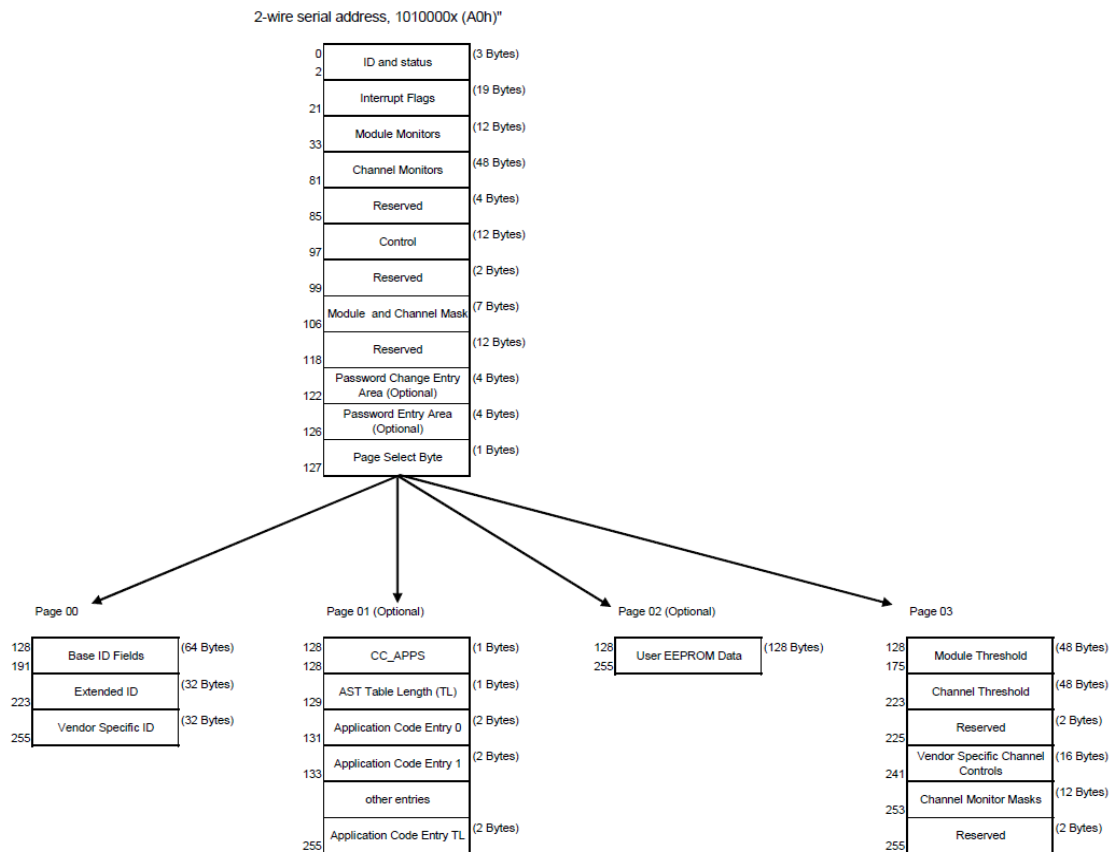 2-wire serial address, 1010000x (A0h)"
0
ID and status
(3 Bytes)
2
Interrupt Flags
(19 Bytes)
21
Module Monitors
(12 Bytes)
33
Channel Monitors
(48 Bytes)
81
Reserved
(4 Bytes)
85
Control
(12 Bytes)
97
Reserved
(2 Bytes)
99
Module and Channel Mask
(7 Bytes)
106
Reserved
(12 Bytes)
118
Password Change Entry
Area (Optional)
(4 Bytes)
122
Password Entry Area
(Optional)
(4 Bytes)
126
Page Select Byte
(1 Bytes)
127
Page 00
128
Base ID Fields
(64 Bytes)
191
Extended ID
(32 Bytes)
223
Vendor Specific ID
(32 Bytes)
255
Page 01 (Optional)
128
CC_APPS
(1 Bytes)
128
AST Table Length (TL)
(1 Bytes)
129
Application Code Entry 0
(2 Bytes)
131
Application Code Entry 1
(2 Bytes)
133
other entries
Application Code Entry TL
(2 Bytes)
255
Page 02 (Optional)
128
User EEPROM Data
(128 Bytes)
255
Page 03
128
Module Threshold
(48 Bytes)
175
Channel Threshold
(48 Bytes)
223
Reserved
(2 Bytes)
225
Vendor Specific Channel
Controls
(16 Bytes)
241
Channel Monitor Masks
(12 Bytes)
253
Reserved
(2 Bytes)
255